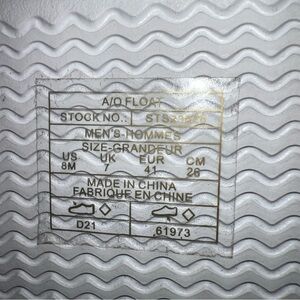 A/O FLOAT
STOCK NO.:
MEN'S-HOMMES
SIZE-GRANDEUR
US UK EUR CM
8M 7 41 26
MADE IN CHINA
FABRIQUE EN CHINE
D21 61973